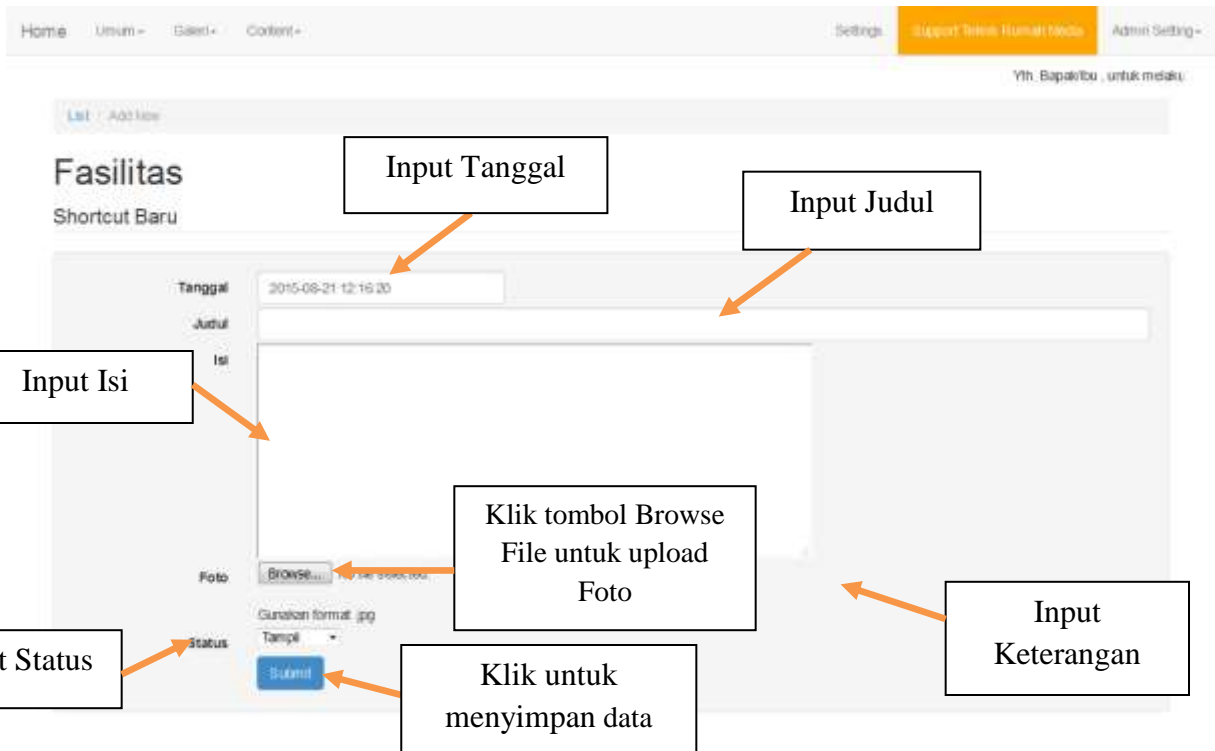 Home Umum Galeri Content Settings Support Teknis Rumah Media Admin Setting
Yth. Bapak/Ibu , untuk melaku
List / Add New
Fasilitas
Shortcut Baru
Input Tanggal
Input Judul
Tanggal 2015-08-21 12:16:20
Judul
Isi
Input Isi
Klik tombol Browse
File untuk upload
Foto
Foto Browse... No file selected.
Gunakan format .jpg
Status Tampil
t Status
Submit
Klik untuk
menyimpan data
Input
Keterangan